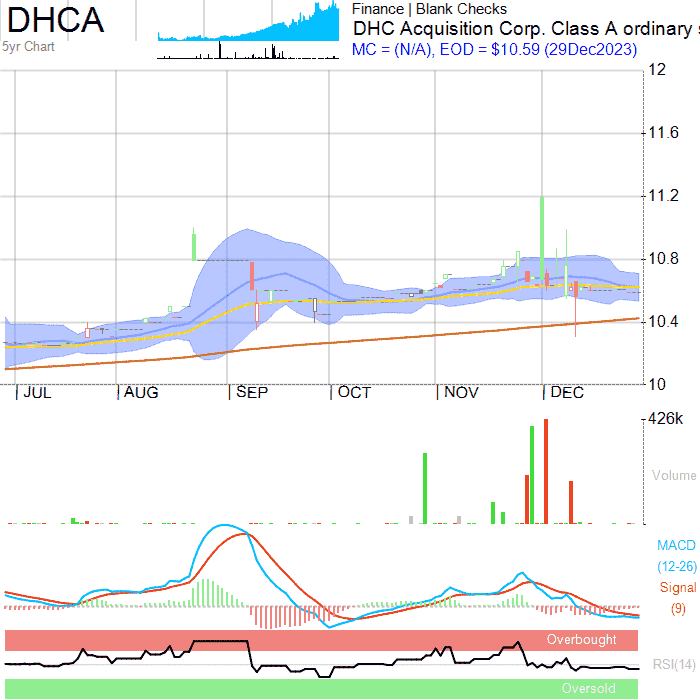 DHCA
5yr Chart
Finance | Blank Checks
DHC Acquisition Corp. Class A ordinary s
MC = (N/A), EOD = $10.59 (29Dec2023)
12
11.6
11.2
10.8
10.4
10
JUL AUG SEP OCT NOV DEC
426k
Volume
MACD
(12-26)
Signal
(9)
Overbought
RSI(14)
Oversold